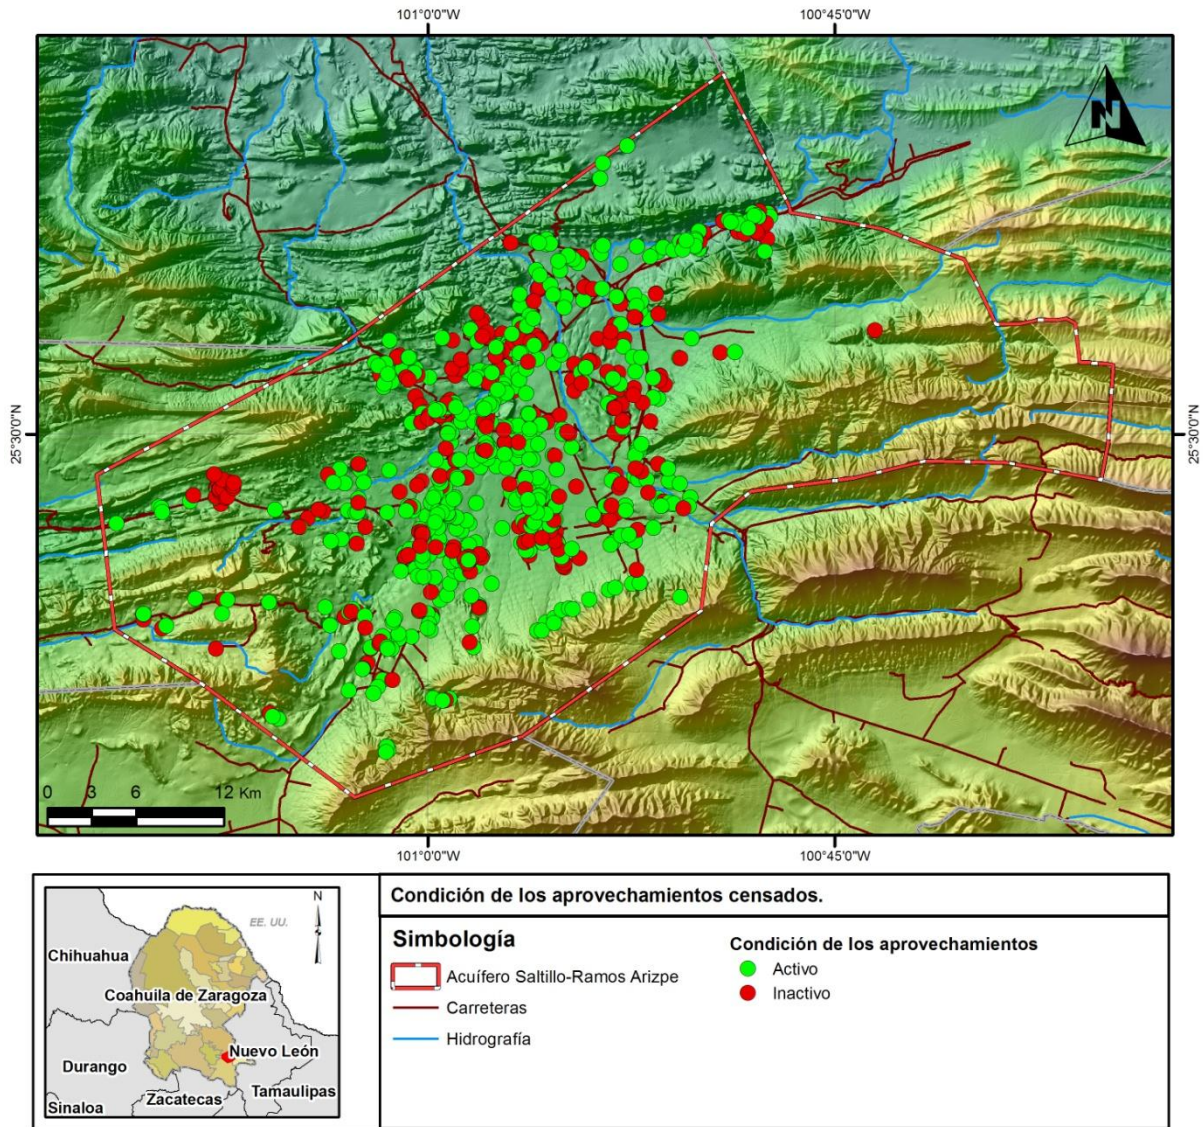 101°0'0"W
100°45'0"W
N
25°30'0"N
25°30'0"N
0 3 6 12 Km
101°0'0"W
100°45'0"W
N
EE. UU.
Chihuahua
Coahuila de Zaragoza
Nuevo León
Durango
Tamaulipas
Zacatecas
Sinaloa
Condición de los aprovechamientos censados.
Simbología
Acuífero Saltillo-Ramos Arizpe
Carreteras
Hidrografía
Condición de los aprovechamientos
Activo
Inactivo